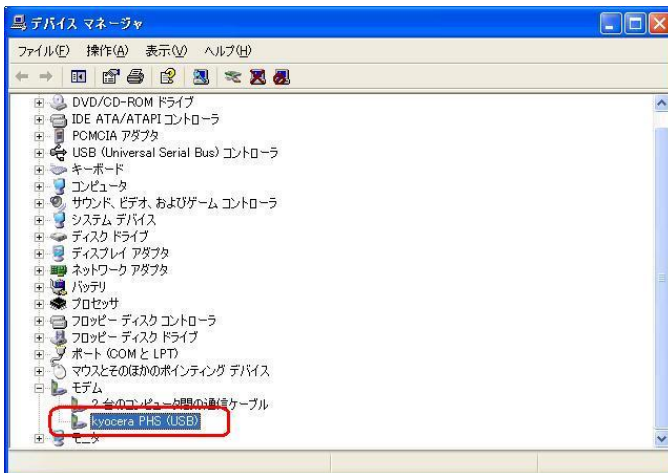 デバイス マネージャ
ファイル(F) 操作(A) 表示(V) ヘルプ(H)
DVD/CD-ROM ドライブ
IDE ATA/ATAPI コントローラ
PCMCIA アダプタ
USB (Universal Serial Bus) コントローラ
キーボード
コンピュータ
サウンド、ビデオ、およびゲーム コントローラ
システム デバイス
ディスク ドライブ
ディスプレイ アダプタ
ネットワーク アダプタ
バッテリ
プロセッサ
フロッピー ディスク コントローラ
フロッピー ディスク ドライブ
ポート (COM と LPT)
マウスとそのほかのポインティング デバイス
モデム
2 台のコンピュータ間の通信ケーブル
kyocera PHS (USB)
モニタ